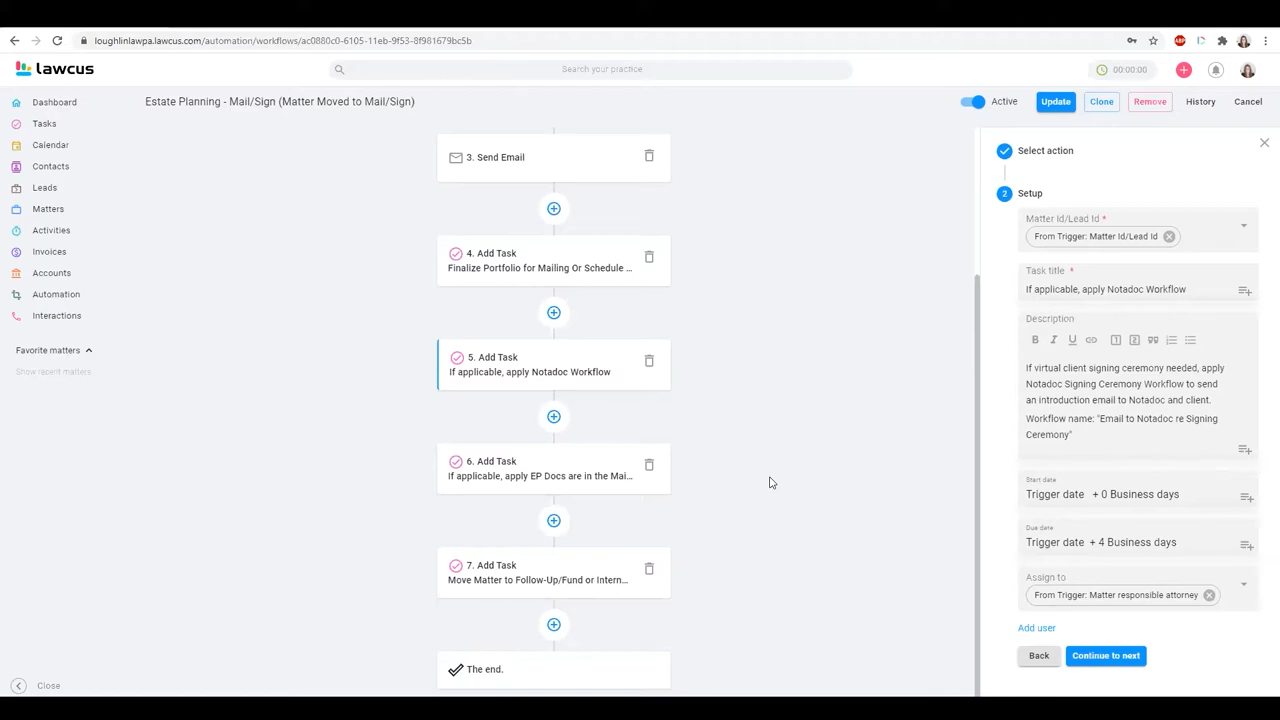 loughlinlawpa.lawcus.com/automation/workflows/ac0880c0-6105-11eb-9f53-8f981679bc5b
ABP
lawcus
Search your practice
00:00:00
Dashboard
Tasks
Calendar
Contacts
Leads
Matters
Activities
Invoices
Accounts
Automation
Interactions
Favorite matters
Show recent matters
Close
Estate Planning - Mail/Sign (Matter Moved to Mail/Sign)
Active
Update
Clone
Remove
History
Cancel
3. Send Email
4. Add Task
Finalize Portfolio for Mailing Or Schedule ...
5. Add Task
If applicable, apply Notadoc Workflow
6. Add Task
If applicable, apply EP Docs are in the Mai...
7. Add Task
Move Matter to Follow-Up/Fund or Intern...
The end.
Select action
2 Setup
Matter Id/Lead Id *
From Trigger: Matter Id/Lead Id
Task title *
If applicable, apply Notadoc Workflow
Description
B I U
If virtual client signing ceremony needed, apply
Notadoc Signing Ceremony Workflow to send
an introduction email to Notadoc and client.
Workflow name: "Email to Notadoc re Signing
Ceremony"
Start date
Trigger date + 0 Business days
Due date
Trigger date + 4 Business days
Assign to
From Trigger: Matter responsible attorney
Add user
Back
Continue to next